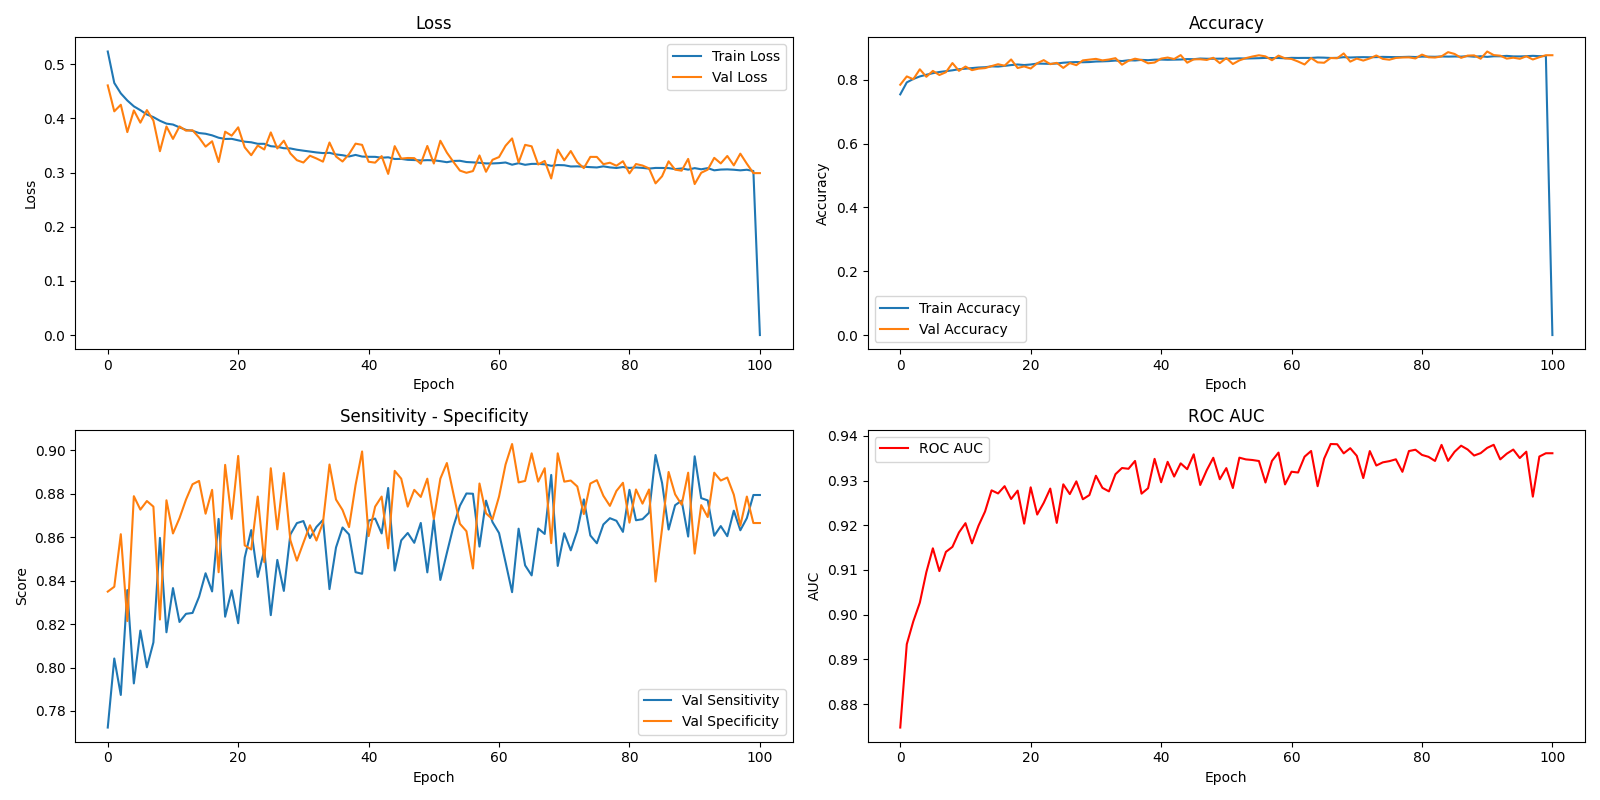 Loss
Loss
0.5
0.4
0.3
0.2
0.1
0.0
Train Loss
Val Loss
0 20 40 60 80 100
Epoch
Accuracy
Accuracy
0.8
0.6
0.4
0.2
0.0
Train Accuracy
Val Accuracy
0 20 40 60 80 100
Epoch
Sensitivity - Specificity
Score
0.90
0.88
0.86
0.84
0.82
0.80
0.78
Val Sensitivity
Val Specificity
0 20 40 60 80 100
Epoch
ROC AUC
AUC
0.94
0.93
0.92
0.91
0.90
0.89
0.88
ROC AUC
0 20 40 60 80 100
Epoch